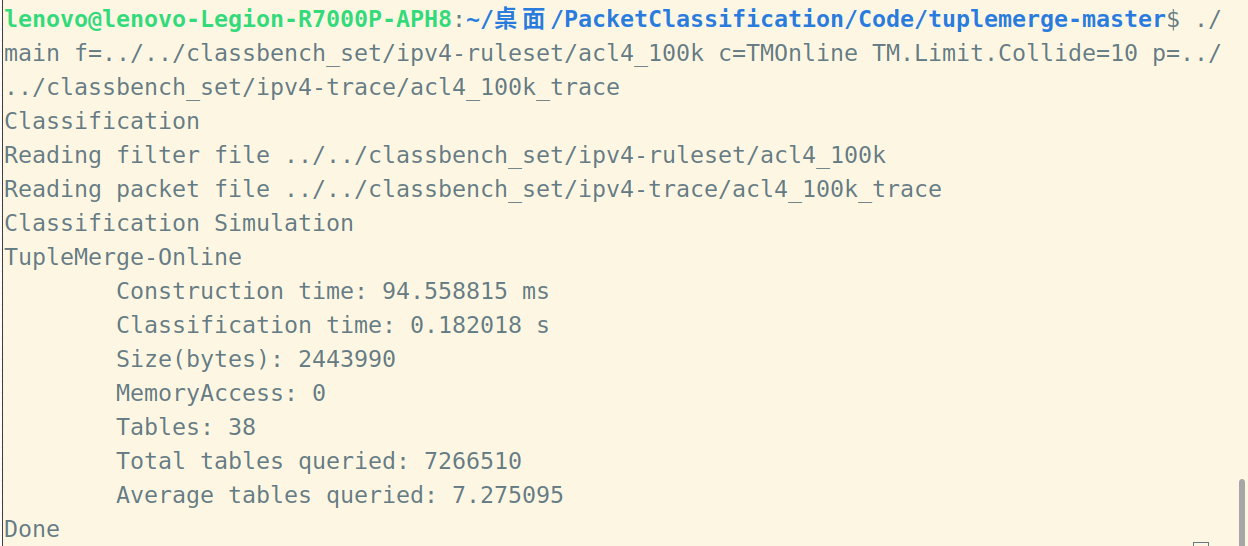 lenovo@lenovo-Legion-R7000P-APH8:~/桌面/PacketClassification/Code/tuplemerge-master$ ./
main f=../../classbench_set/ipv4-ruleset/acl4_100k c=TMOnline TM.Limit.Collide=10 p=../
../classbench_set/ipv4-trace/acl4_100k_trace
Classification
Reading filter file ../../classbench_set/ipv4-ruleset/acl4_100k
Reading packet file ../../classbench_set/ipv4-trace/acl4_100k_trace
Classification Simulation
TupleMerge-Online
Construction time: 94.558815 ms
Classification time: 0.182018 s
Size(bytes): 2443990
MemoryAccess: 0
Tables: 38
Total tables queried: 7266510
Average tables queried: 7.275095
Done